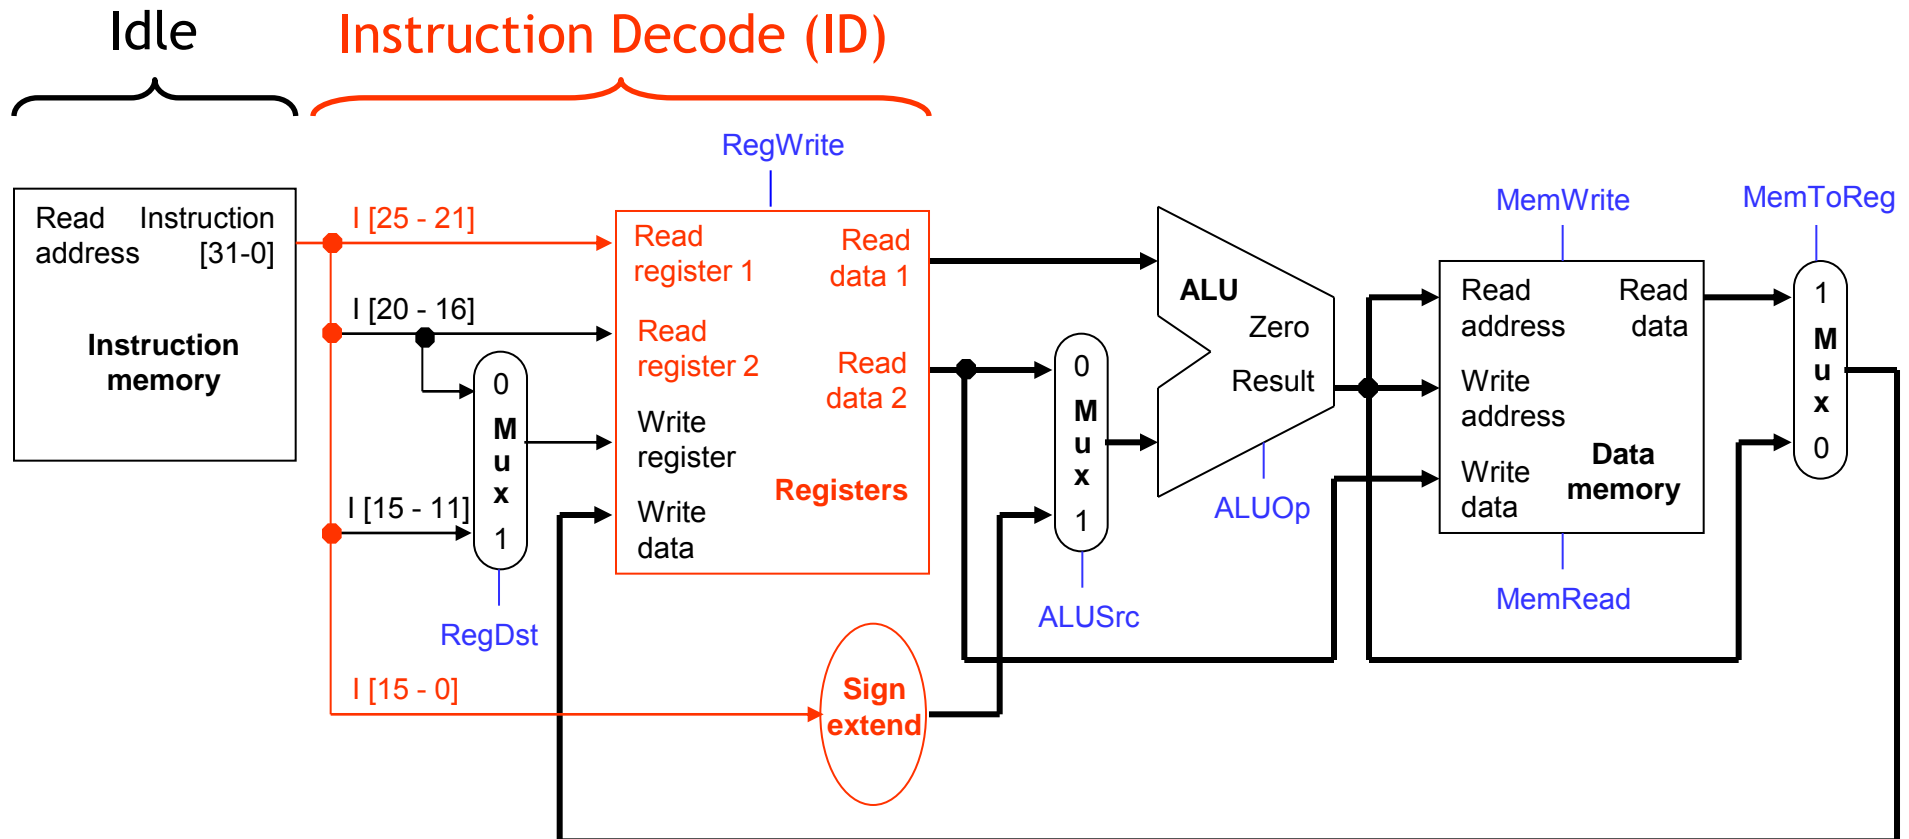 Idle
Instruction Decode (ID)
RegWrite
Read Instruction
address [31-0]
Instruction
memory
I [25 - 21]
I [20 - 16]
I [15 - 11]
I [15 - 0]
0
M
u
x
1
RegDst
Read
register 1
Read
data 1
Read
register 2
Read
data 2
Write
register
Registers
Write
data
Sign
extend
0
M
u
x
1
ALUSrc
ALU
Zero
Result
ALUOp
MemWrite
Read
address
Read
data
Write
address
Write
data
Data
memory
MemRead
MemToReg
1
M
u
x
0